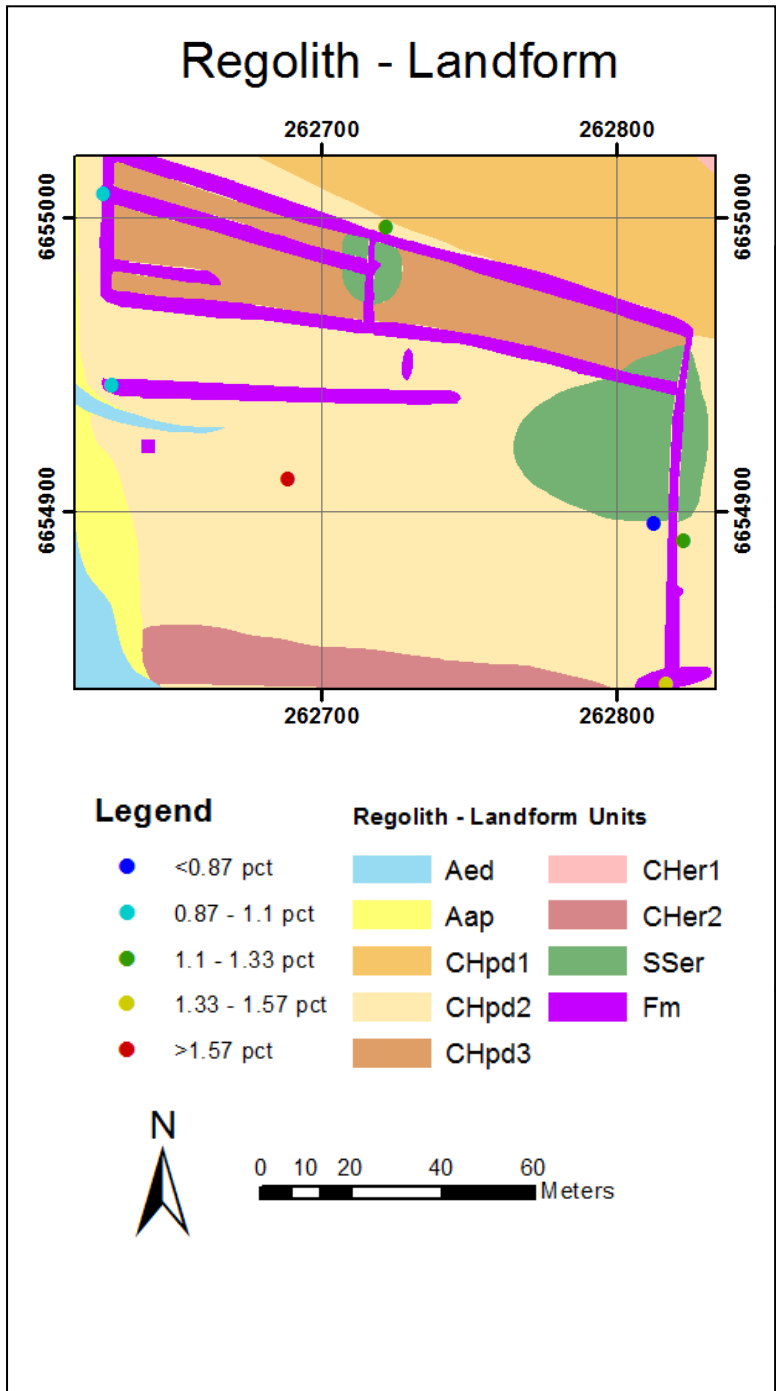 Regolith - Landform
262700 262800
6655000 6655000
6654900 6654900
262700 262800
Legend
<0.87 pct
0.87 - 1.1 pct
1.1 - 1.33 pct
1.33 - 1.57 pct
>1.57 pct
Regolith - Landform Units
Aed
Aap
CHpd1
CHpd2
CHpd3
CHer1
CHer2
SSer
Fm
N
0 10 20 40 60
Meters